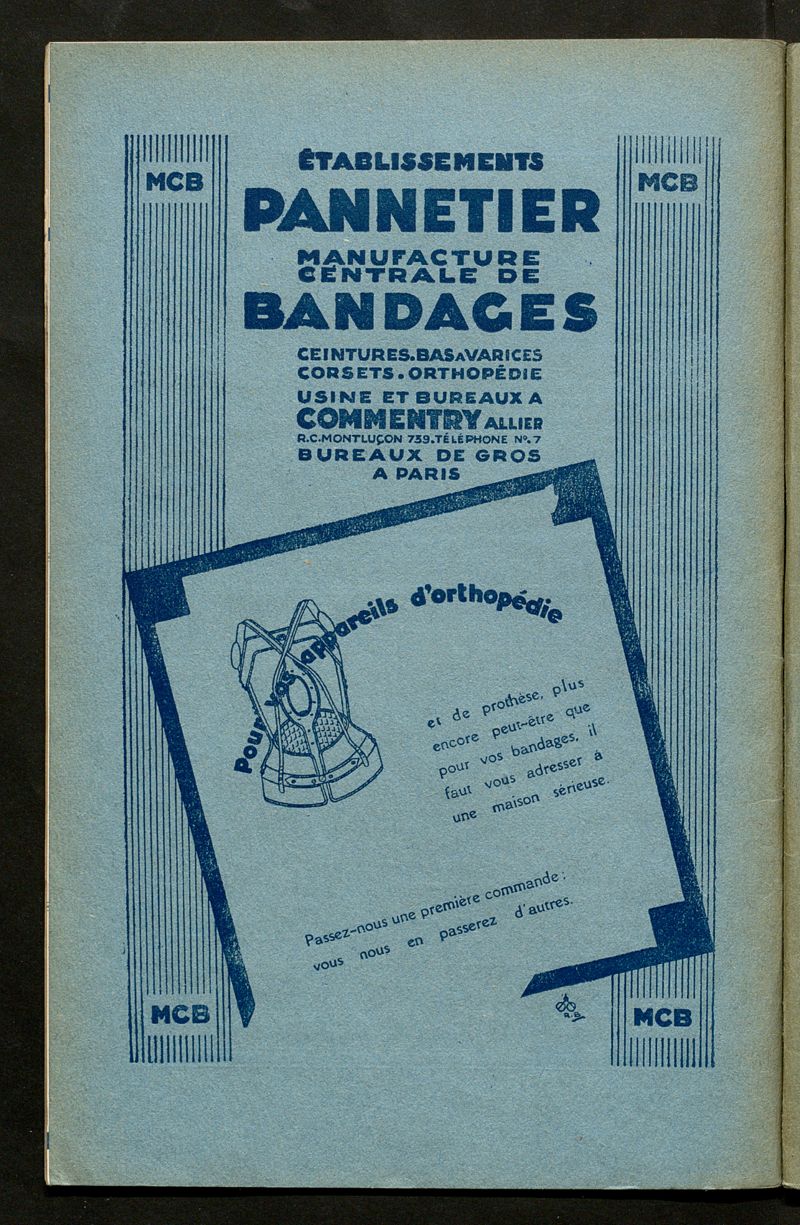 MCB
MCB
ÉTABLISSEMENTS
PANNETIER
MANUFACTURE
CENTRALE DE
BANDAGES
CEINTURES.BAS A VARICES
CORSETS.ORTHOPÉDIE
USINE ET BUREAUX A
COMMENTRY ALLIER
R.C.MONTLUÇON 739.TÉLÉPHONE Nº.7
BUREAUX DE GROS
A PARIS
Pour vos appareils d'orthopédie
et de prothèse, plus
encore peut-être que
pour vos bandages, il
faut vous adresser à
une maison sérieuse.
Passez-nous une première commande :
vous nous en passerez d'autres.
R.B.
MCB
MCB